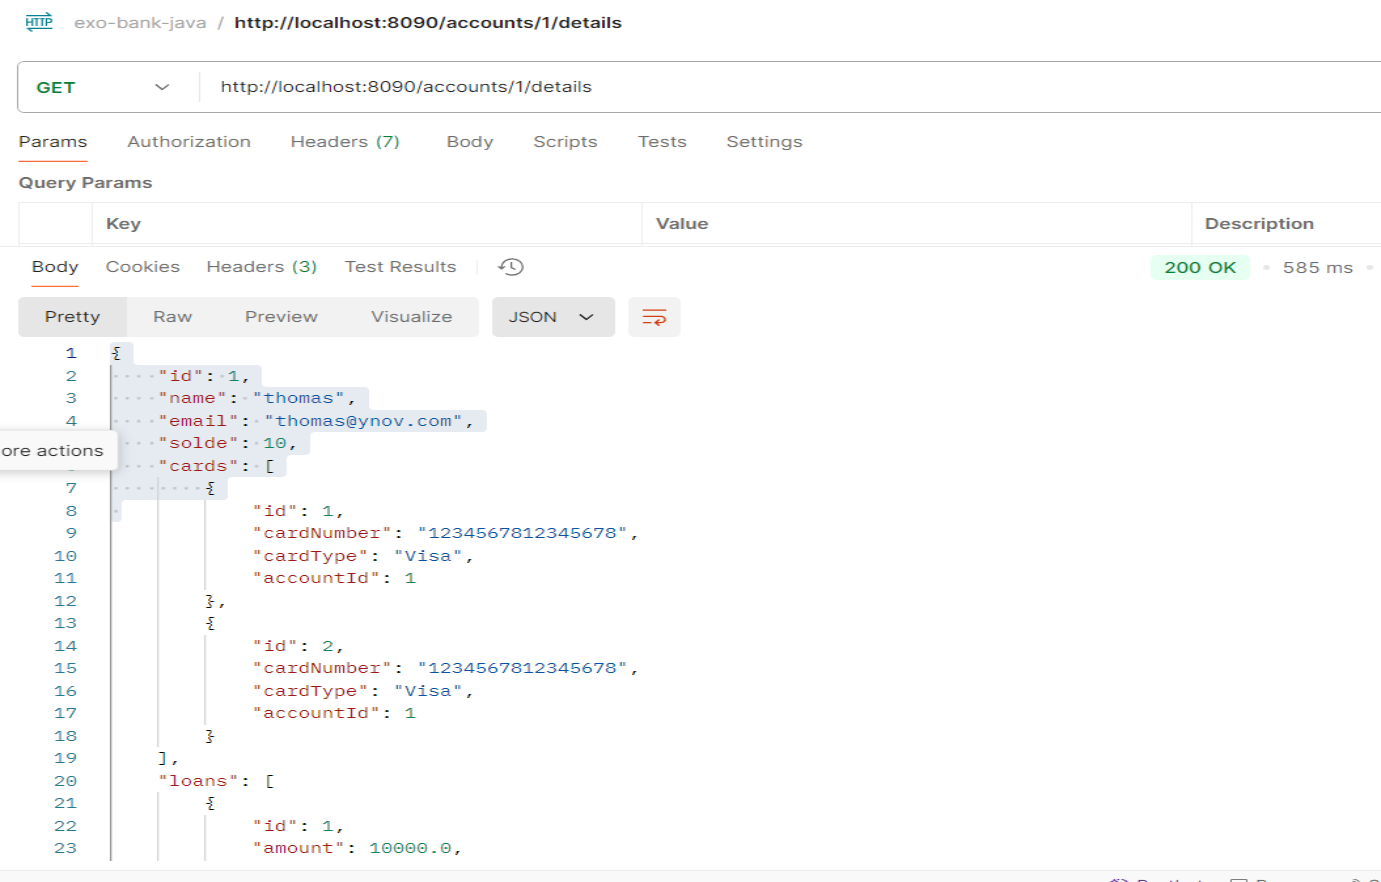 HTTP exo-bank-java / http://localhost:8090/accounts/1/details
GET http://localhost:8090/accounts/1/details
Params Authorization Headers (7) Body Scripts Tests Settings
Query Params
Key Value Description
Body Cookies Headers (3) Test Results 200 OK 585 ms
Pretty Raw Preview Visualize JSON
1 {
2 "id": 1,
3 "name": "thomas",
4 "email": "thomas@ynov.com",
ore actions "solde": 10,
"cards": [
7 {
8 "id": 1,
9 "cardNumber": "1234567812345678",
10 "cardType": "Visa",
11 "accountId": 1
12 },
13 {
14 "id": 2,
15 "cardNumber": "1234567812345678",
16 "cardType": "Visa",
17 "accountId": 1
18 }
19 ],
20 "loans": [
21 {
22 "id": 1,
23 "amount": 10000.0,